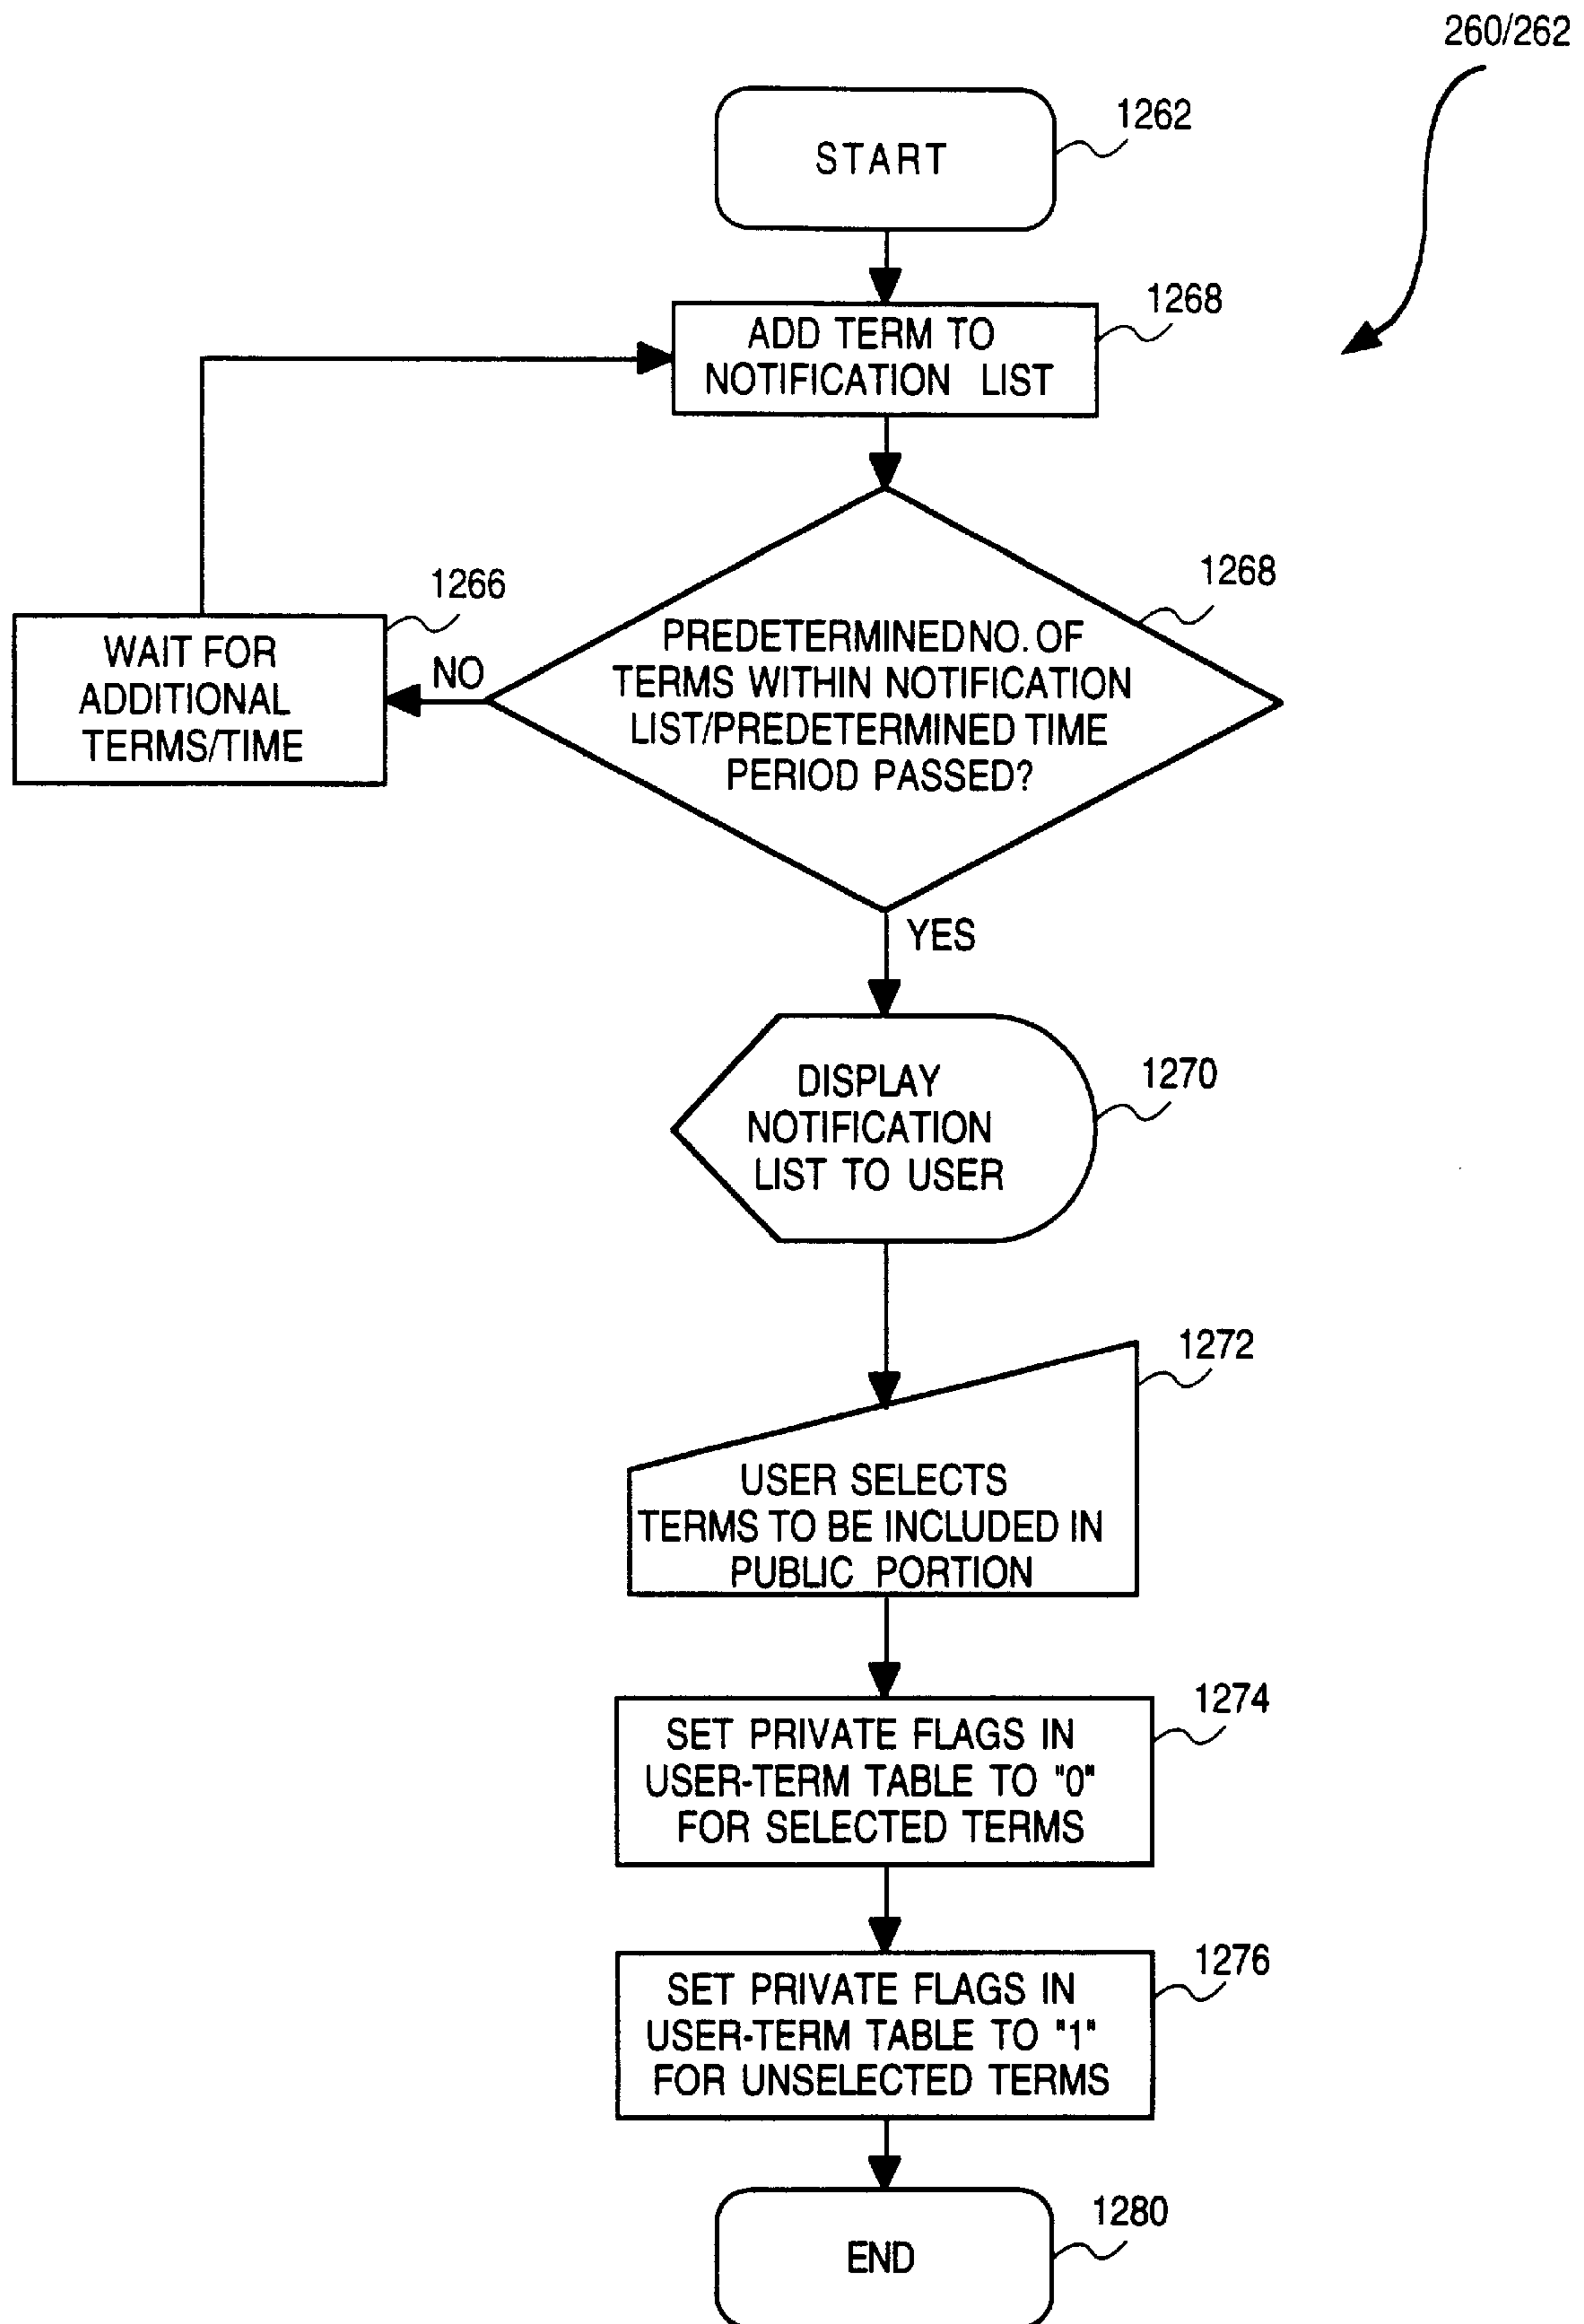 260/262
1262
START
1268
ADD TERM TO
NOTIFICATION LIST
1268
PREDETERMINED NO. OF
TERMS WITHIN NOTIFICATION
LIST/PREDETERMINED TIME
PERIOD PASSED?
1266
WAIT FOR
ADDITIONAL
TERMS/TIME
NO
YES
1270
DISPLAY
NOTIFICATION
LIST TO USER
1272
USER SELECTS
TERMS TO BE INCLUDED IN
PUBLIC PORTION
1274
SET PRIVATE FLAGS IN
USER-TERM TABLE TO "0"
FOR SELECTED TERMS
1276
SET PRIVATE FLAGS IN
USER-TERM TABLE TO "1"
FOR UNSELECTED TERMS
1280
END